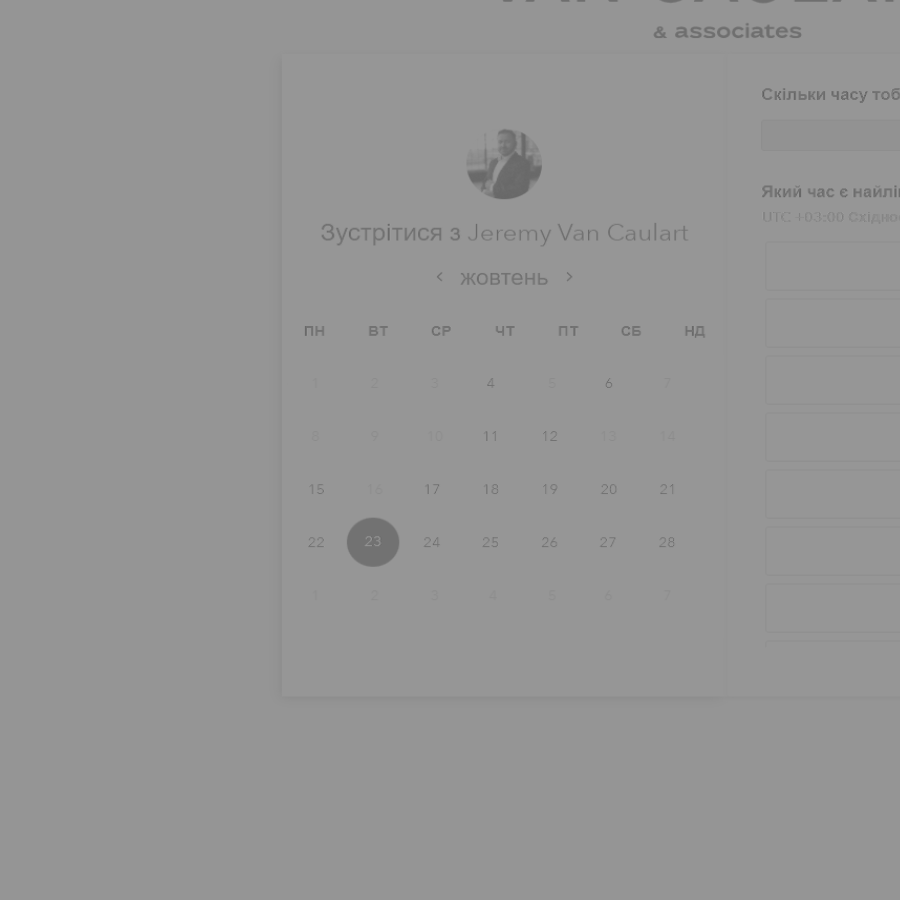 & associates
Зустрітися з Jeremy Van Caulart
жовтень
ПН ВТ СР ЧТ ПТ СБ НД
1 2 3 4 5 6 7
8 9 10 11 12 13 14
15 16 17 18 19 20 21
22 23 24 25 26 27 28
1 2 3 4 5 6 7
Скільки часу тоб
Який час є найлі
UTC +03:00 Східно